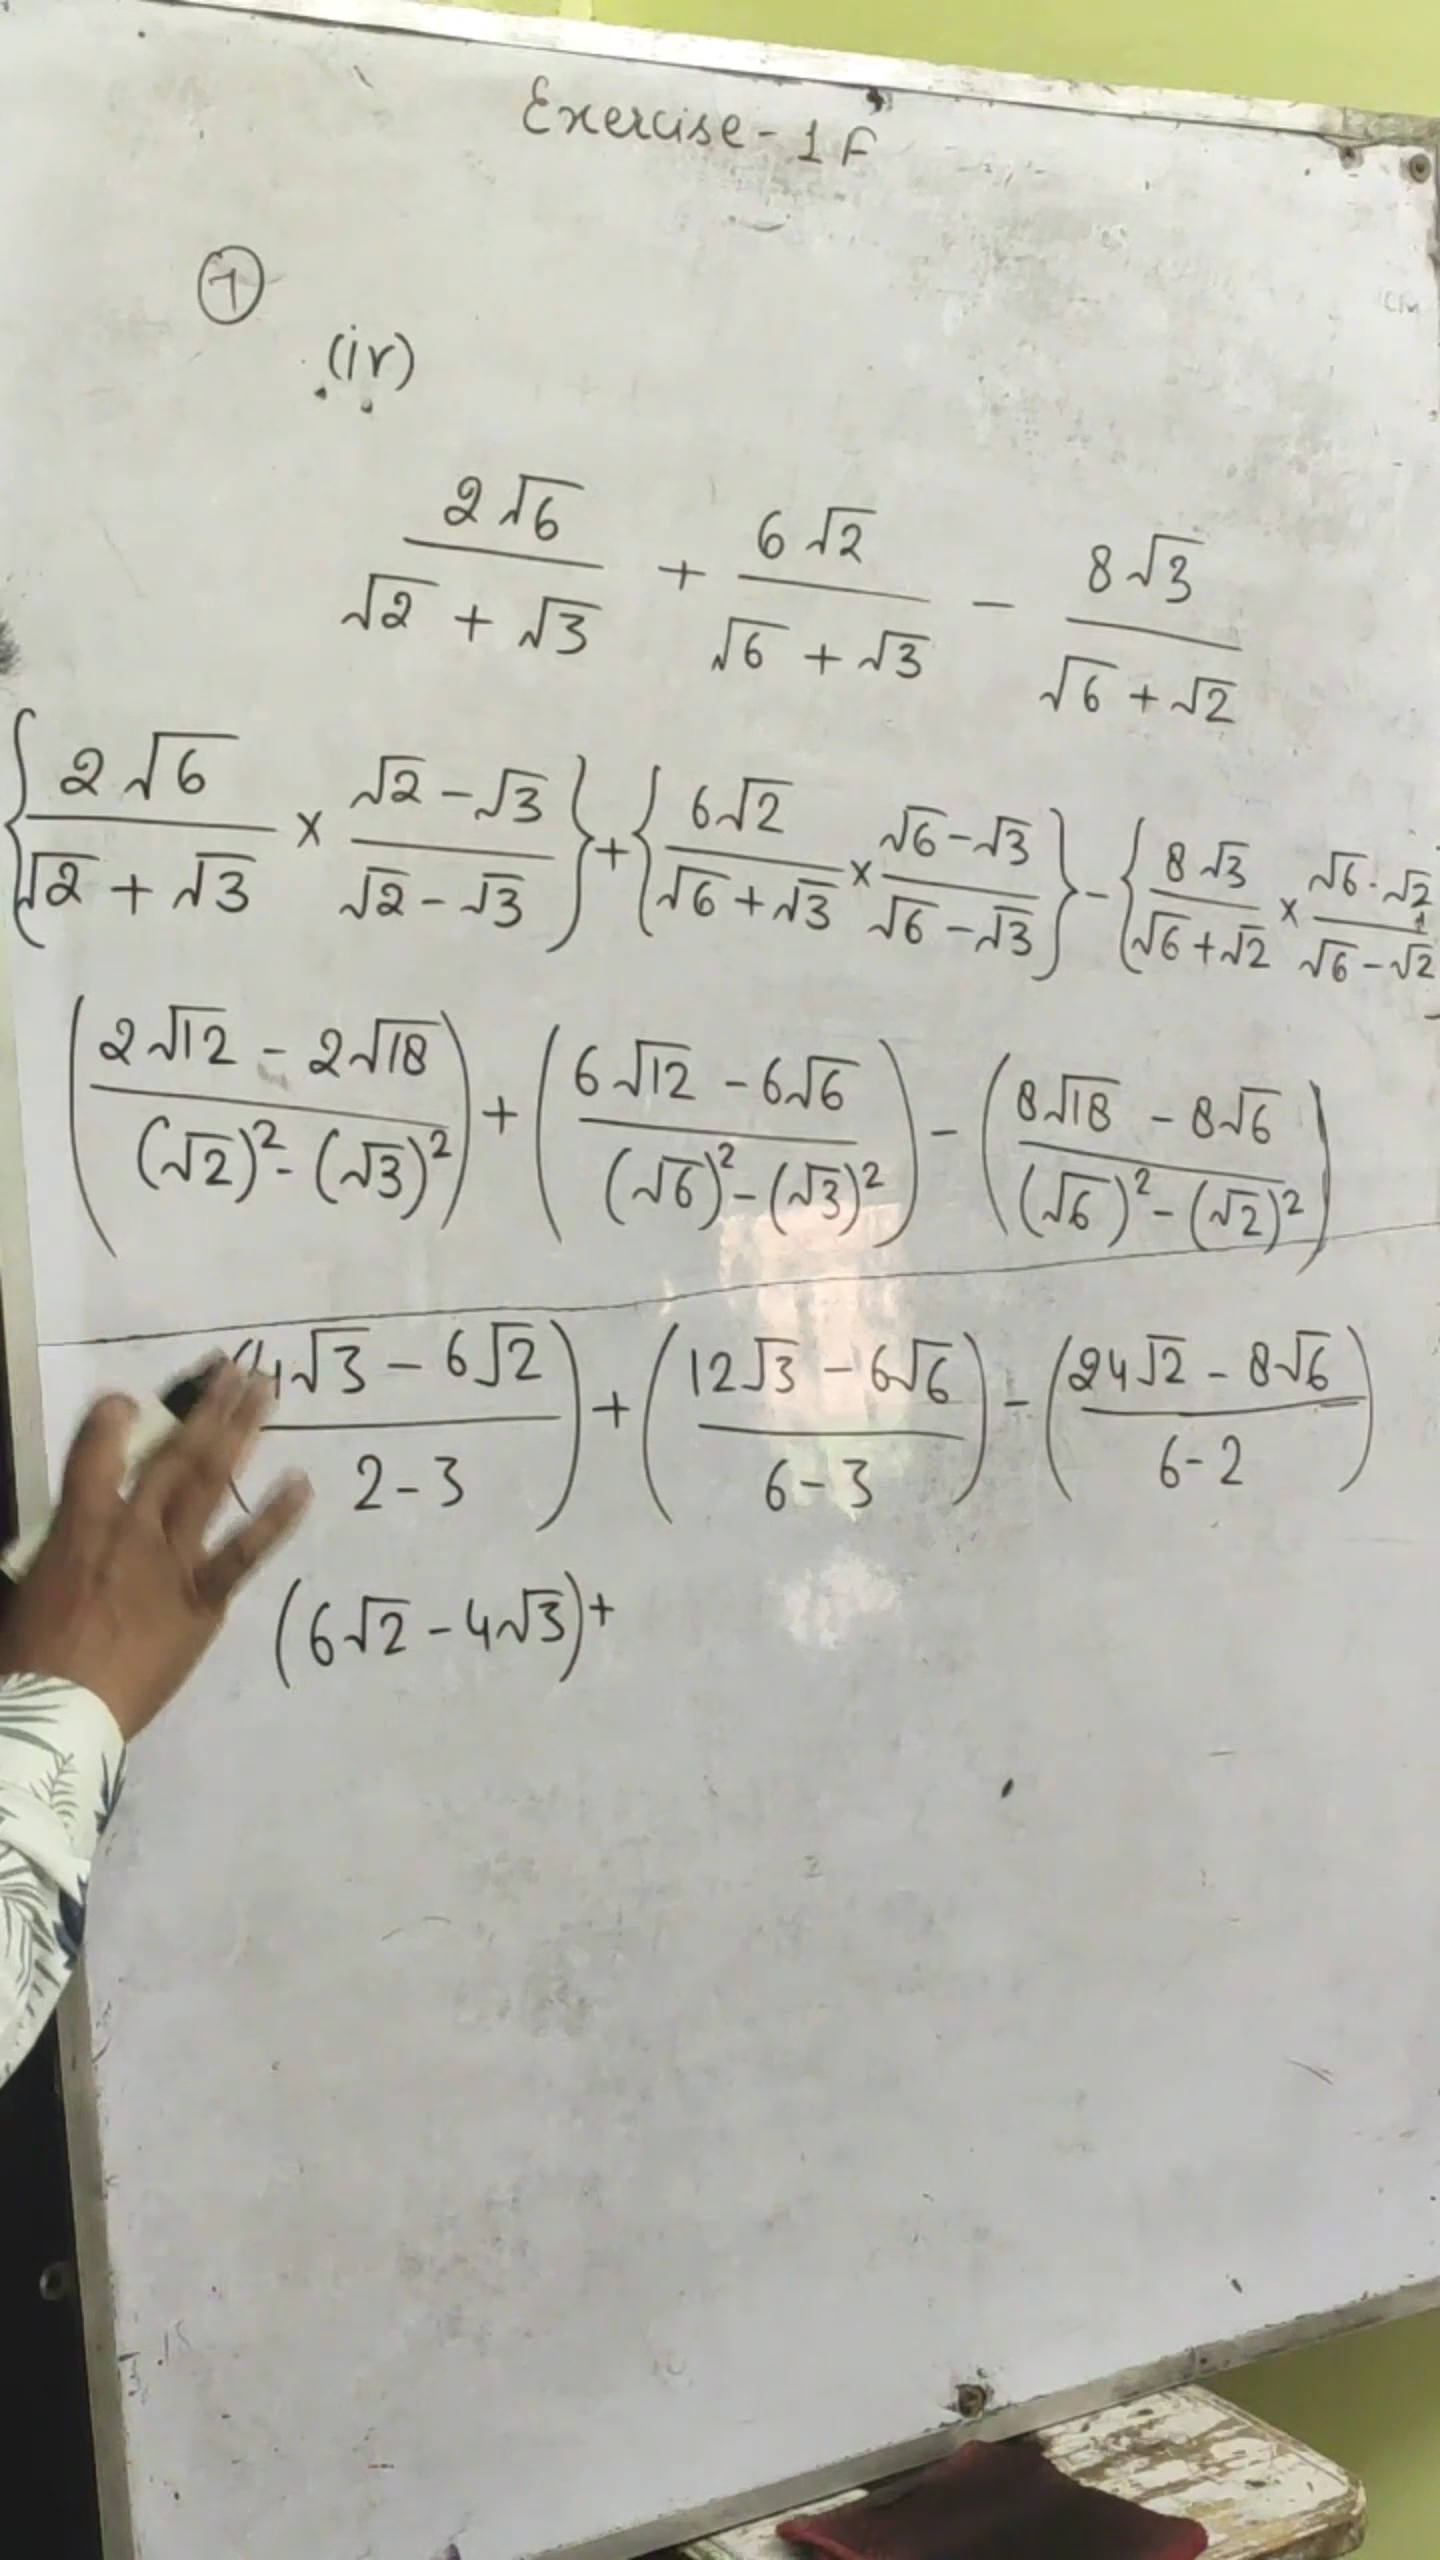 Exercise - 1F
7
(iv)
2√6/(√2 + √3) + 6√2/(√6 + √3) - 8√3/(√6 + √2)
{2√6/(√2 + √3) × (√2 - √3)/(√2 - √3)} + {6√2/(√6 + √3) × (√6 - √3)/(√6 - √3)} - {8√3/(√6 + √2) × (√6 - √2)/(√6 - √2)
((2√12 - 2√18)/((√2)² - (√3)²)) + ((6√12 - 6√6)/((√6)² - (√3)²)) - ((8√18 - 8√6)/((√6)² - (√2)²))
((4√3 - 6√2)/(2 - 3)) + ((12√3 - 6√6)/(6 - 3)) - ((24√2 - 8√6)/(6 - 2))
(6√2 - 4√3) +